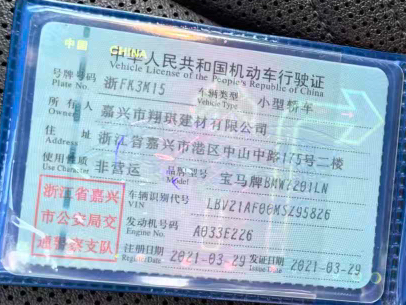 中国 CHINA
中华人民共和国机动车行驶证
Vehicle License of the People's Republic of China
号牌号码 浙FK3M15 车辆类型 小型轿车
Plate No. Vehicle Type
所有人 嘉兴市翔琪建材有限公司
Owner
住址 浙江省嘉兴市港区中山中路175号二楼
Address
使用性质 非营运 品牌型号 宝马牌BMW7201LN
Use Character Model
浙江省嘉兴市公安局交通警察支队
车辆识别代号 LBV21AF06MSZ95826
VIN
发动机号码 A033E226
Engine No.
注册日期 2021-03-29 发证日期 2021-03-29
Register Date Issue Date